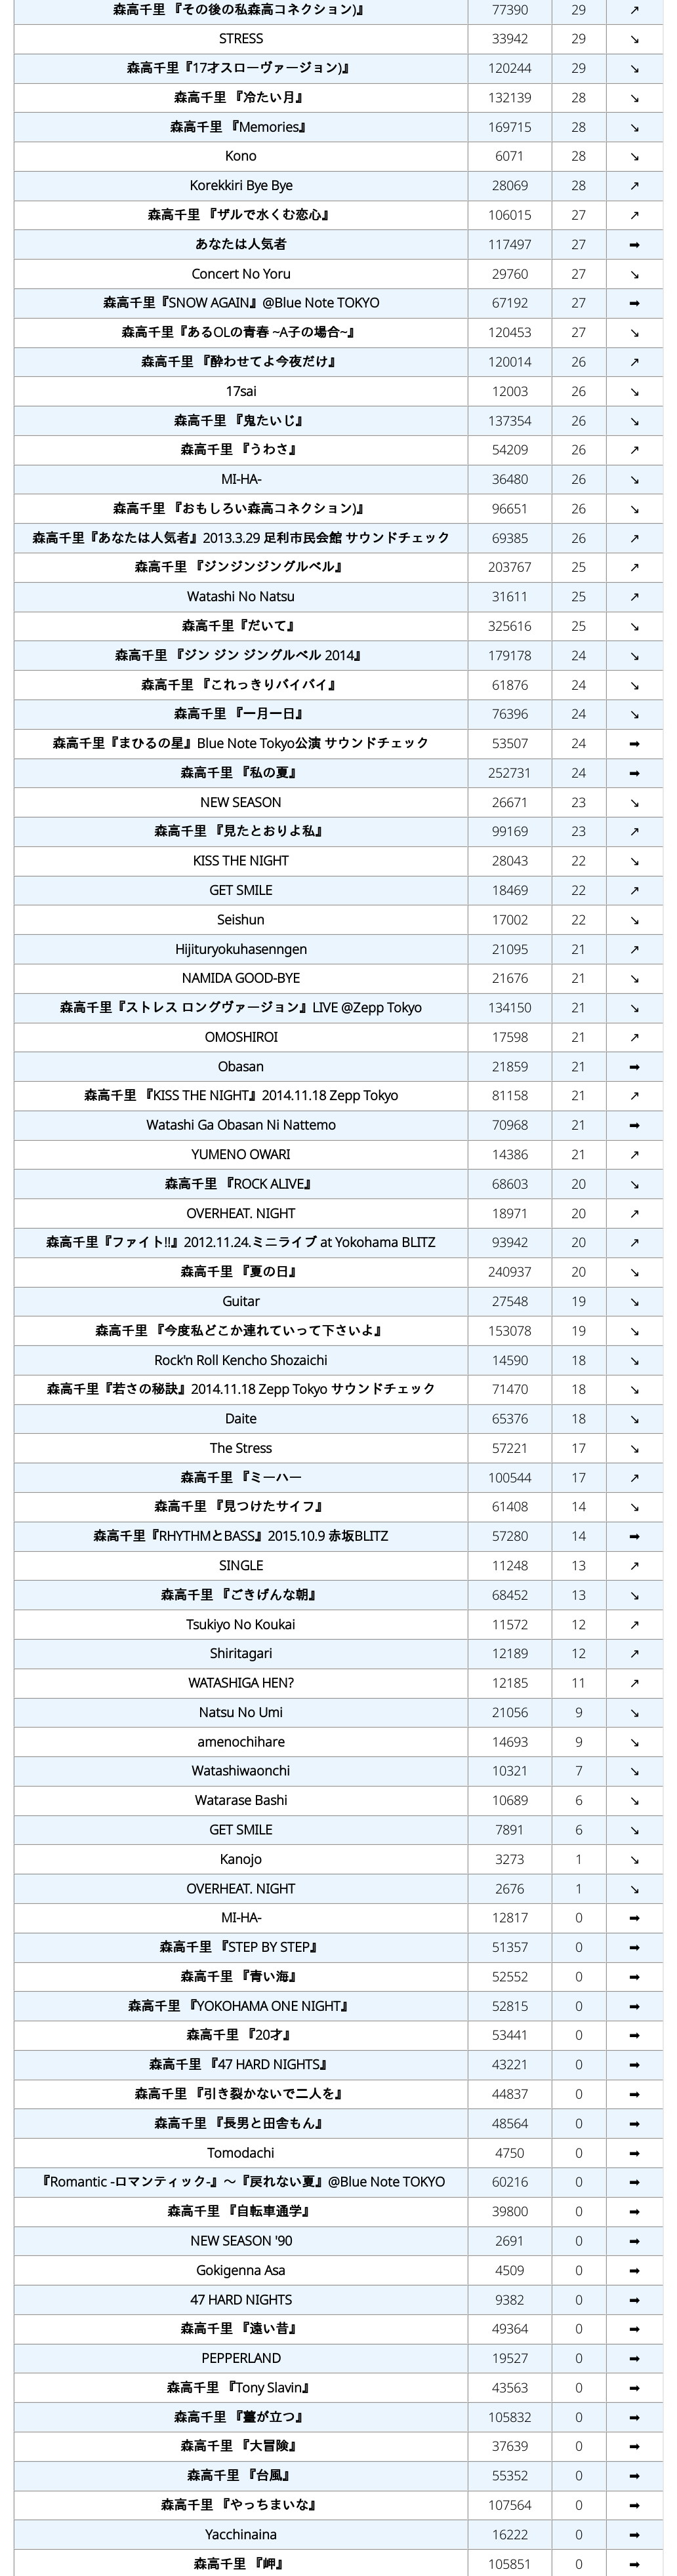 森高千里 『その後の私森高コネクション)』 77390 29 ↗
STRESS 33942 29 ↘
森高千里『17才スローヴァージョン)』 120244 29 ↘
森高千里 『冷たい月』 132139 28 ↘
森高千里 『Memories』 169715 28 ↘
Kono 6071 28 ↘
Korekkiri Bye Bye 28069 28 ↗
森高千里 『ザルで水くむ恋心』 106015 27 ↗
あなたは人気者 117497 27 ➡
Concert No Yoru 29760 27 ↘
森高千里『SNOW AGAIN』@Blue Note TOKYO 67192 27 ➡
森高千里『あるOLの青春 ~A子の場合~』 120453 27 ↘
森高千里 『酔わせてよ今夜だけ』 120014 26 ↗
17sai 12003 26 ↘
森高千里 『鬼たいじ』 137354 26 ↘
森高千里 『うわさ』 54209 26 ↗
MI-HA- 36480 26 ↘
森高千里 『おもしろい森高コネクション)』 96651 26 ↘
森高千里『あなたは人気者』2013.3.29 足利市民会館 サウンドチェック 69385 26 ↗
森高千里 『ジンジンジングルベル』 203767 25 ↗
Watashi No Natsu 31611 25 ↗
森高千里『だいて』 325616 25 ↘
森高千里 『ジン ジン ジングルベル 2014』 179178 24 ↘
森高千里 『これっきりバイバイ』 61876 24 ↘
森高千里 『一月一日』 76396 24 ↘
森高千里『まひるの星』Blue Note Tokyo公演 サウンドチェック 53507 24 ➡
森高千里 『私の夏』 252731 24 ➡
NEW SEASON 26671 23 ↘
森高千里 『見たとおりよ私』 99169 23 ↗
KISS THE NIGHT 28043 22 ↘
GET SMILE 18469 22 ↗
Seishun 17002 22 ↘
Hijituryokuhasenngen 21095 21 ↗
NAMIDA GOOD-BYE 21676 21 ↘
森高千里『ストレス ロングヴァージョン』LIVE @Zepp Tokyo 134150 21 ↘
OMOSHIROI 17598 21 ↗
Obasan 21859 21 ➡
森高千里 『KISS THE NIGHT』2014.11.18 Zepp Tokyo 81158 21 ↗
Watashi Ga Obasan Ni Nattemo 70968 21 ➡
YUMENO OWARI 14386 21 ↗
森高千里 『ROCK ALIVE』 68603 20 ↘
OVERHEAT. NIGHT 18971 20 ↗
森高千里『ファイト!!』2012.11.24.ミニライブ at Yokohama BLITZ 93942 20 ↗
森高千里 『夏の日』 240937 20 ↘
Guitar 27548 19 ↘
森高千里 『今度私どこか連れていって下さいよ』 153078 19 ↘
Rock'n Roll Kencho Shozaichi 14590 18 ↘
森高千里『若さの秘訣』2014.11.18 Zepp Tokyo サウンドチェック 71470 18 ↘
Daite 65376 18 ↘
The Stress 57221 17 ↘
森高千里 『ミーハー 100544 17 ↗
森高千里 『見つけたサイフ』 61408 14 ↘
森高千里『RHYTHMとBASS』2015.10.9 赤坂BLITZ 57280 14 ➡
SINGLE 11248 13 ↗
森高千里 『ごきげんな朝』 68452 13 ↘
Tsukiyo No Koukai 11572 12 ↗
Shiritagari 12189 12 ↗
WATASHIGA HEN? 12185 11 ↗
Natsu No Umi 21056 9 ↘
amenochihare 14693 9 ↘
Watashiwaonchi 10321 7 ↘
Watarase Bashi 10689 6 ↘
GET SMILE 7891 6 ↘
Kanojo 3273 1 ↘
OVERHEAT. NIGHT 2676 1 ↘
MI-HA- 12817 0 ➡
森高千里 『STEP BY STEP』 51357 0 ➡
森高千里 『青い海』 52552 0 ➡
森高千里 『YOKOHAMA ONE NIGHT』 52815 0 ➡
森高千里 『20才』 53441 0 ➡
森高千里 『47 HARD NIGHTS』 43221 0 ➡
森高千里 『引き裂かないで二人を』 44837 0 ➡
森高千里 『長男と田舎もん』 48564 0 ➡
Tomodachi 4750 0 ➡
『Romantic -ロマンティック-』～『戻れない夏』@Blue Note TOKYO 60216 0 ➡
森高千里 『自転車通学』 39800 0 ➡
NEW SEASON '90 2691 0 ➡
Gokigenna Asa 4509 0 ➡
47 HARD NIGHTS 9382 0 ➡
森高千里 『遠い昔』 49364 0 ➡
PEPPERLAND 19527 0 ➡
森高千里 『Tony Slavin』 43563 0 ➡
森高千里 『薹が立つ』 105832 0 ➡
森高千里 『大冒険』 37639 0 ➡
森高千里 『台風』 55352 0 ➡
森高千里 『やっちまいな』 107564 0 ➡
Yacchinaina 16222 0 ➡
森高千里 『岬』 105851 0 ➡